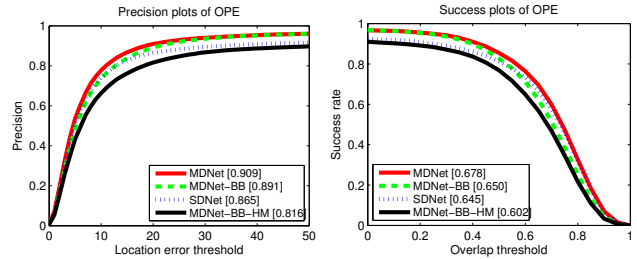 Precision plots of OPE
1
0.8
0.6
0.4
0.2
0
Precision
0 10 20 30 40 50
Location error threshold
MDNet [0.909]
MDNet−BB [0.891]
SDNet [0.865]
MDNet−BB−HM [0.816]
Success plots of OPE
1
0.8
0.6
0.4
0.2
0
Success rate
0 0.2 0.4 0.6 0.8 1
Overlap threshold
MDNet [0.678]
MDNet−BB [0.650]
SDNet [0.645]
MDNet−BB−HM [0.602]